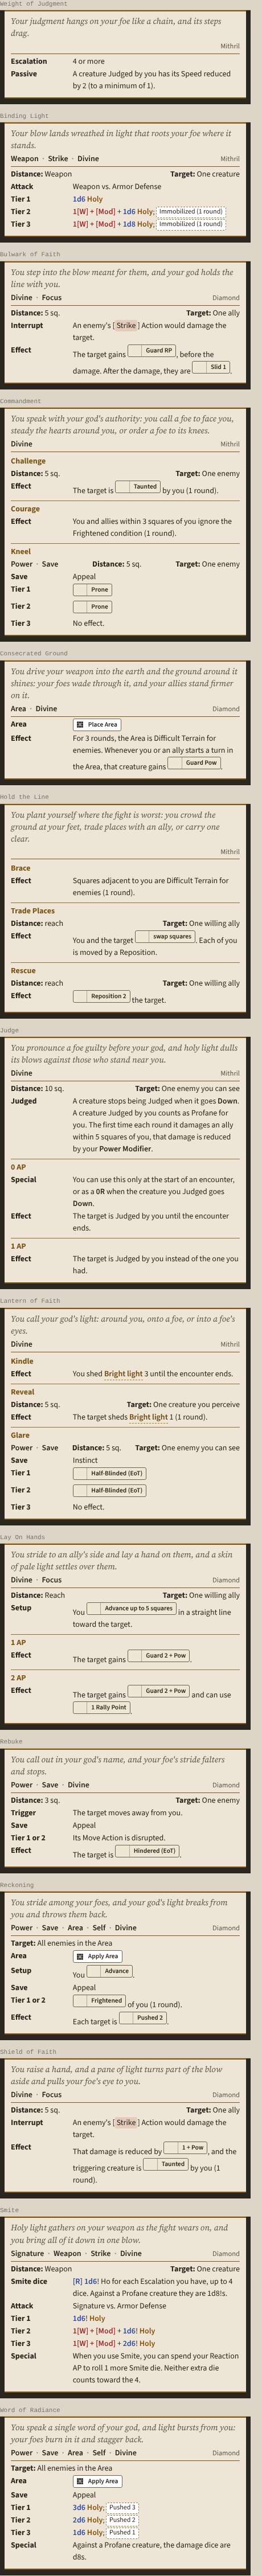 Weight of Judgment
Your judgment hangs on your foe like a chain, and its steps
drag.
Mithril
Escalation 4 or more
Passive A creature Judged by you has its Speed reduced
by 2 (to a minimum of 1).
Binding Light
Your blow lands wreathed in light that roots your foe where it
stands.
Weapon · Strike · Divine Mithril
Distance: Weapon Target: One creature
Attack Weapon vs. Armor Defense
Tier 1 1d6 Holy
Tier 2 1[W] + [Mod] + 1d6 Holy; Immobilized (1 round)
Tier 3 1[W] + [Mod] + 1d8 Holy; Immobilized (1 round)
Bulwark of Faith
You step into the blow meant for them, and your god holds the
line with you.
Divine · Focus Diamond
Distance: 5 sq. Target: One ally
Interrupt An enemy's [Strike] Action would damage the
target.
Effect The target gains Guard RP, before the
damage. After the damage, they are Slid 1.
Commandment
You speak with your god's authority: you call a foe to face you,
steady the hearts around you, or order a foe to its knees.
Divine Mithril
Challenge
Distance: 5 sq. Target: One enemy
Effect The target is Taunted by you (1 round).
Courage
Effect You and allies within 3 squares of you ignore the
Frightened condition (1 round).
Kneel
Power · Save Distance: 5 sq. Target: One enemy
Save Appeal
Tier 1 Prone
Tier 2 Prone
Tier 3 No effect.
Consecrated Ground
You drive your weapon into the earth and the ground around it
shines: your foes wade through it, and your allies stand firmer
on it.
Area · Divine Diamond
Area Place Area
Effect For 3 rounds, the Area is Difficult Terrain for
enemies. Whenever you or an ally starts a turn in
the Area, that creature gains Guard Pow.
Hold the Line
You plant yourself where the fight is worst: you crowd the
ground at your feet, trade places with an ally, or carry one
clear.
Mithril
Brace
Effect Squares adjacent to you are Difficult Terrain for
enemies (1 round).
Trade Places
Distance: reach Target: One willing ally
Effect You and the target swap squares. Each of you
is moved by a Reposition.
Rescue
Distance: reach Target: One willing ally
Effect Reposition 2 the target.
Judge
You pronounce a foe guilty before your god, and holy light dulls
its blows against those who stand near you.
Divine Mithril
Distance: 10 sq. Target: One enemy you can see
Judged A creature stops being Judged when it goes Down.
A creature Judged by you counts as Profane for
you. The first time each round it damages an ally
within 5 squares of you, that damage is reduced
by your Power Modifier.
0 AP
Special You can use this only at the start of an encounter,
or as a 0R when the creature you Judged goes
Down.
Effect The target is Judged by you until the encounter
ends.
1 AP
Effect The target is Judged by you instead of the one you
had.
Lantern of Faith
You call your god's light: around you, onto a foe, or into a foe's
eyes.
Divine Mithril
Kindle
Effect You shed Bright light 3 until the encounter ends.
Reveal
Distance: 5 sq. Target: One creature you perceive
Effect The target sheds Bright light 1 (1 round).
Glare
Power · Save Distance: 5 sq. Target: One enemy you can see
Save Instinct
Tier 1 Half-Blinded (EoT)
Tier 2 Half-Blinded (EoT)
Tier 3 No effect.
Lay On Hands
You stride to an ally's side and lay a hand on them, and a skin
of pale light settles over them.
Divine · Focus Diamond
Distance: Reach Target: One willing ally
Setup You Advance up to 5 squares in a straight line
toward the target.
1 AP
Effect The target gains Guard 2 + Pow.
2 AP
Effect The target gains Guard 2 + Pow and can use
1 Rally Point.
Rebuke
You call out in your god's name, and your foe's stride falters
and stops.
Power · Save · Divine Diamond
Distance: 3 sq. Target: One enemy
Trigger The target moves away from you.
Save Appeal
Tier 1 or 2 Its Move Action is disrupted.
Effect The target is Hindered (EoT).
Reckoning
You stride among your foes, and your god's light breaks from
you and throws them back.
Power · Save · Area · Self · Divine Diamond
Target: All enemies in the Area
Area Apply Area
Setup You Advance.
Save Appeal
Tier 1 or 2 Frightened of you (1 round).
Effect Each target is Pushed 2.
Shield of Faith
You raise a hand, and a pane of light turns part of the blow
aside and pulls your foe's eye to you.
Divine · Focus Diamond
Distance: 5 sq. Target: One ally
Interrupt An enemy's [Strike] Action would damage the
target.
Effect That damage is reduced by 1 + Pow, and the
triggering creature is Taunted by you (1
round).
Smite
Holy light gathers on your weapon as the fight wears on, and
you bring all of it down in one blow.
Signature · Weapon · Strike · Divine
Distance: Weapon Target: One creature
Smite dice [R] 1d6! Ho for each Escalation you have, up to 4
dice. Against a Profane creature they are 1d8!s.
Attack Signature vs. Armor Defense
Tier 1 1d6! Holy
Tier 2 1[W] + [Mod] + 1d6! Holy
Tier 3 1[W] + [Mod] + 2d6! Holy
Special When you use Smite, you can spend your Reaction
AP to roll 1 more Smite die. Neither extra die
counts toward the 4.
Word of Radiance
You speak a single word of your god, and light bursts from you:
your foes burn in it and stagger back.
Power · Save · Area · Self · Divine Diamond
Target: All enemies in the Area
Area Apply Area
Save Appeal
Tier 1 3d6 Holy; Pushed 3
Tier 2 2d6 Holy; Pushed 2
Tier 3 1d6 Holy; Pushed 1
Special Against a Profane creature, the damage dice are
d8s.